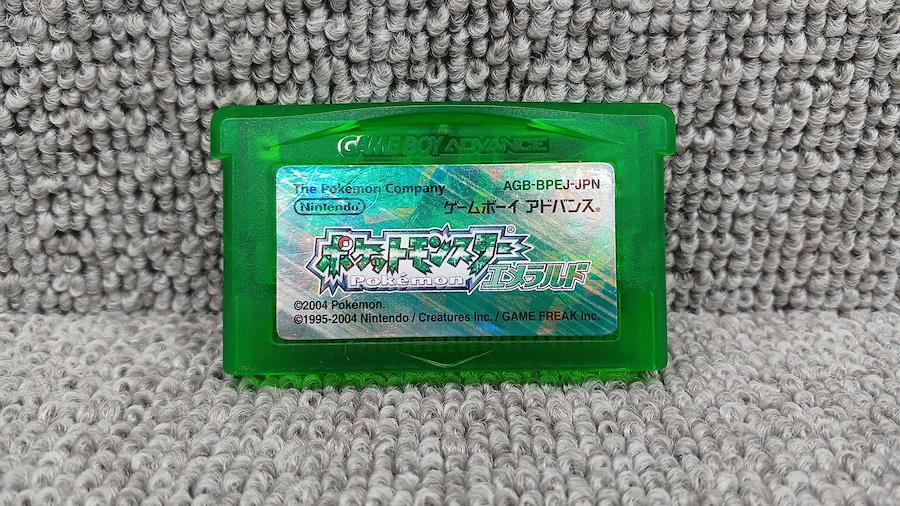 GAME BOY ADVANCE
The Pokémon Company AGB-BPEJ-JPN
Nintendo ゲームボーイ アドバンス®
ポケットモンスター®
Pokémon エメラルド
©2004 Pokémon.
©1995-2004 Nintendo / Creatures Inc. / GAME FREAK inc.